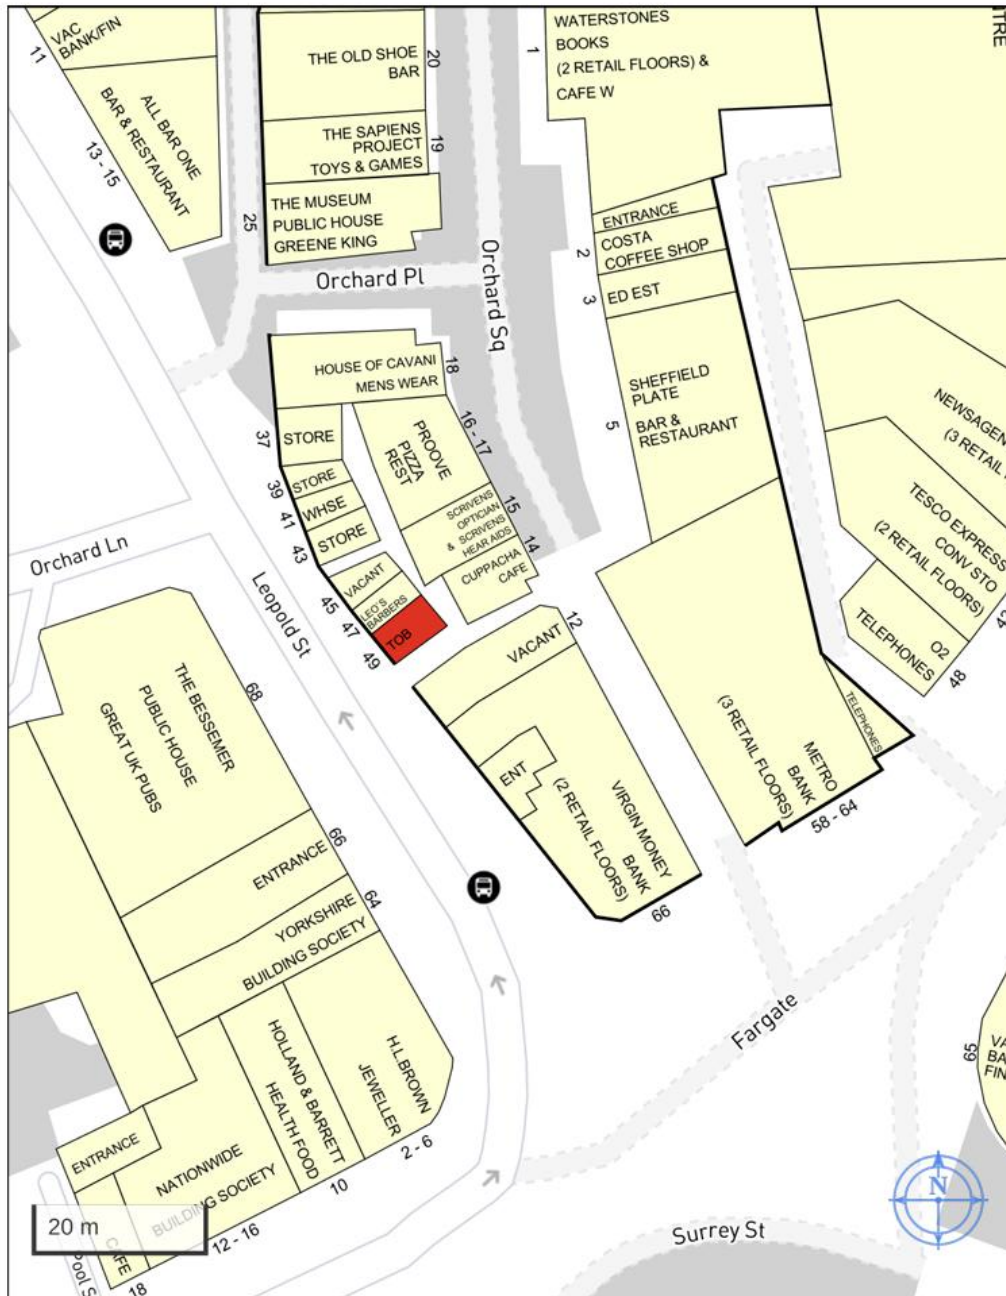 11
VAC
BANK/FIN
13 - 15
ALL BAR ONE
BAR & RESTAURANT
THE OLD SHOE
BAR
20
THE SAPIENS
PROJECT
TOYS & GAMES
19
25
THE MUSEUM
PUBLIC HOUSE
GREENE KING
1
WATERSTONES
BOOKS
(2 RETAIL FLOORS) &
CAFE W
ENTRANCE
2
COSTA
COFFEE SHOP
3
ED EST
5
SHEFFIELD
PLATE
BAR &
RESTAURANT
Orchard Pl
Orchard Sq
HOUSE OF CAVANI
MENS WEAR
18
37
STORE
39
STORE
41
WHSE
43
STORE
45
VACANT
47
LEO'S
BARBERS
49
TOB
16 - 17
PROOVE
PIZZA
REST
15
SCRIVENS
OPTICIAN
& SCRIVENS
HEAR AIDS
14
CUPPACHA
CAFE
12
VACANT
ENT
VIRGIN MONEY
BANK
(2 RETAIL FLOORS)
66
METRO
BANK
(3 RETAIL FLOORS)
58 - 64
TELEPHONES
NEWSAGEN
(3 RETAIL
TESCO EXPRESS
CONV STO
(2 RETAIL FLOORS)
42
O2
TELEPHONES
48
Orchard Ln
Leopold St
68
THE BESSEMER
PUBLIC HOUSE
GREAT UK PUBS
66
ENTRANCE
64
YORKSHIRE
BUILDING SOCIETY
H.L.BROWN
JEWELLER
2 - 6
HOLLAND & BARRETT
HEALTH FOOD
10
NATIONWIDE
BUILDING SOCIETY
12 - 16
ENTRANCE
CAFE
18
Pool S
20 m
Fargate
Surrey St
65
VA
BA
FIN
N